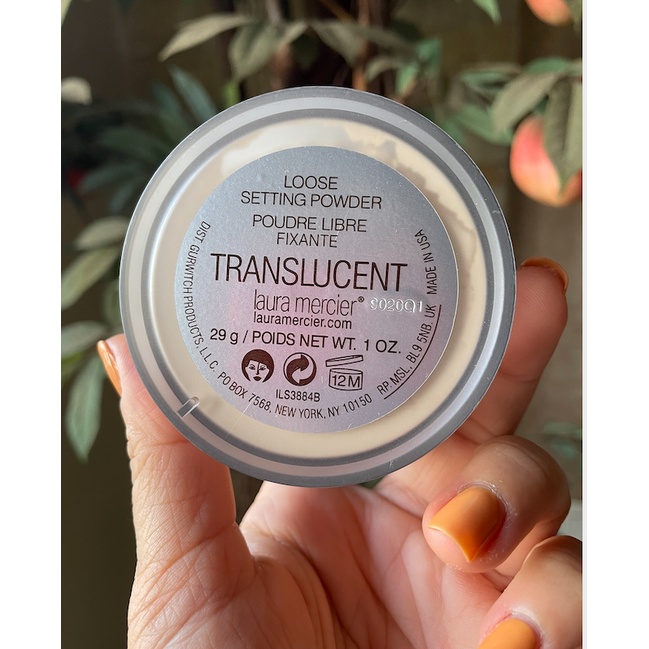 LOOSE
SETTING POWDER
POUDRE LIBRE
FIXANTE
TRANSLUCENT
laura mercier®
lauramercier.com
29 g / POIDS NET WT. 1 OZ.
12 M
ILS3884B
DIST. GURWITCH PRODUCTS, L.L.C. PO BOX 7568, NEW YORK, NY 10150 RP. MSL. BL9 5NB UK MADE IN USA